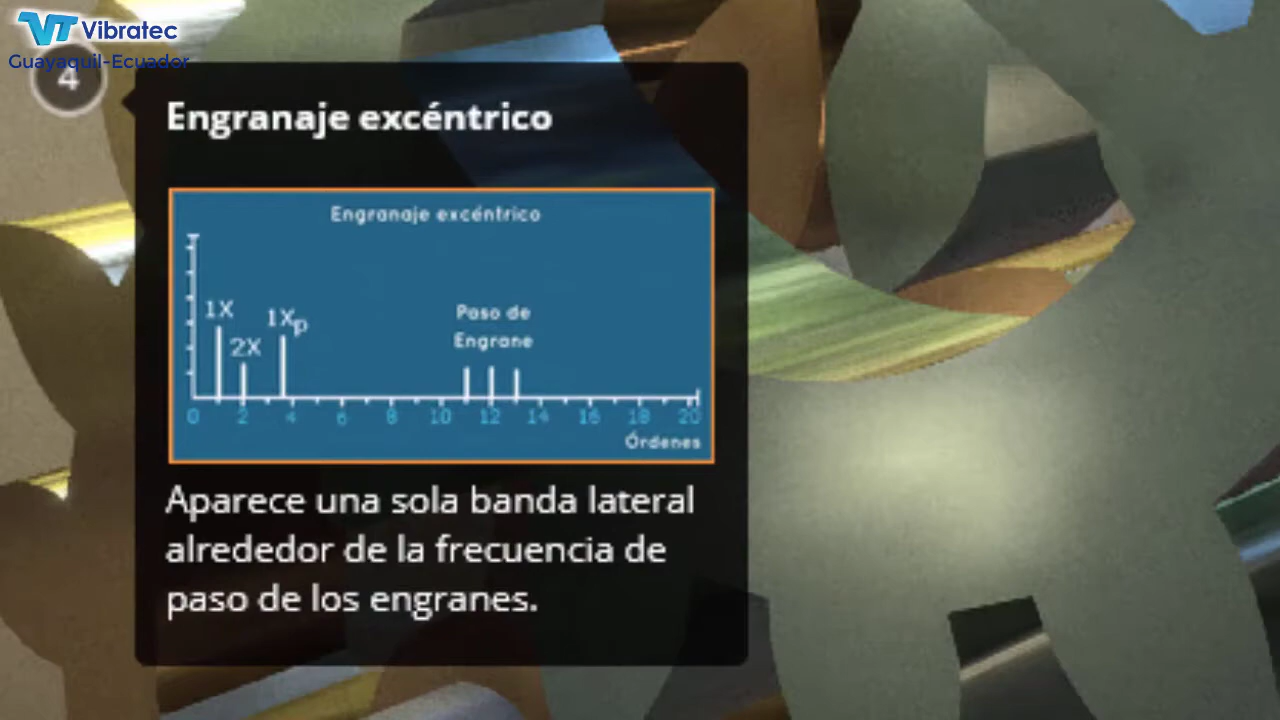 VT Vibratec
Guayaquil-Ecuador
4
Engranaje excéntrico
Engranaje excéntrico
1X
2X
1Xp
Paso de
Engrane
0 2 4 6 8 10 12 14 16 18 20
Órdenes
Aparece una sola banda lateral
alrededor de la frecuencia de
paso de los engranes.